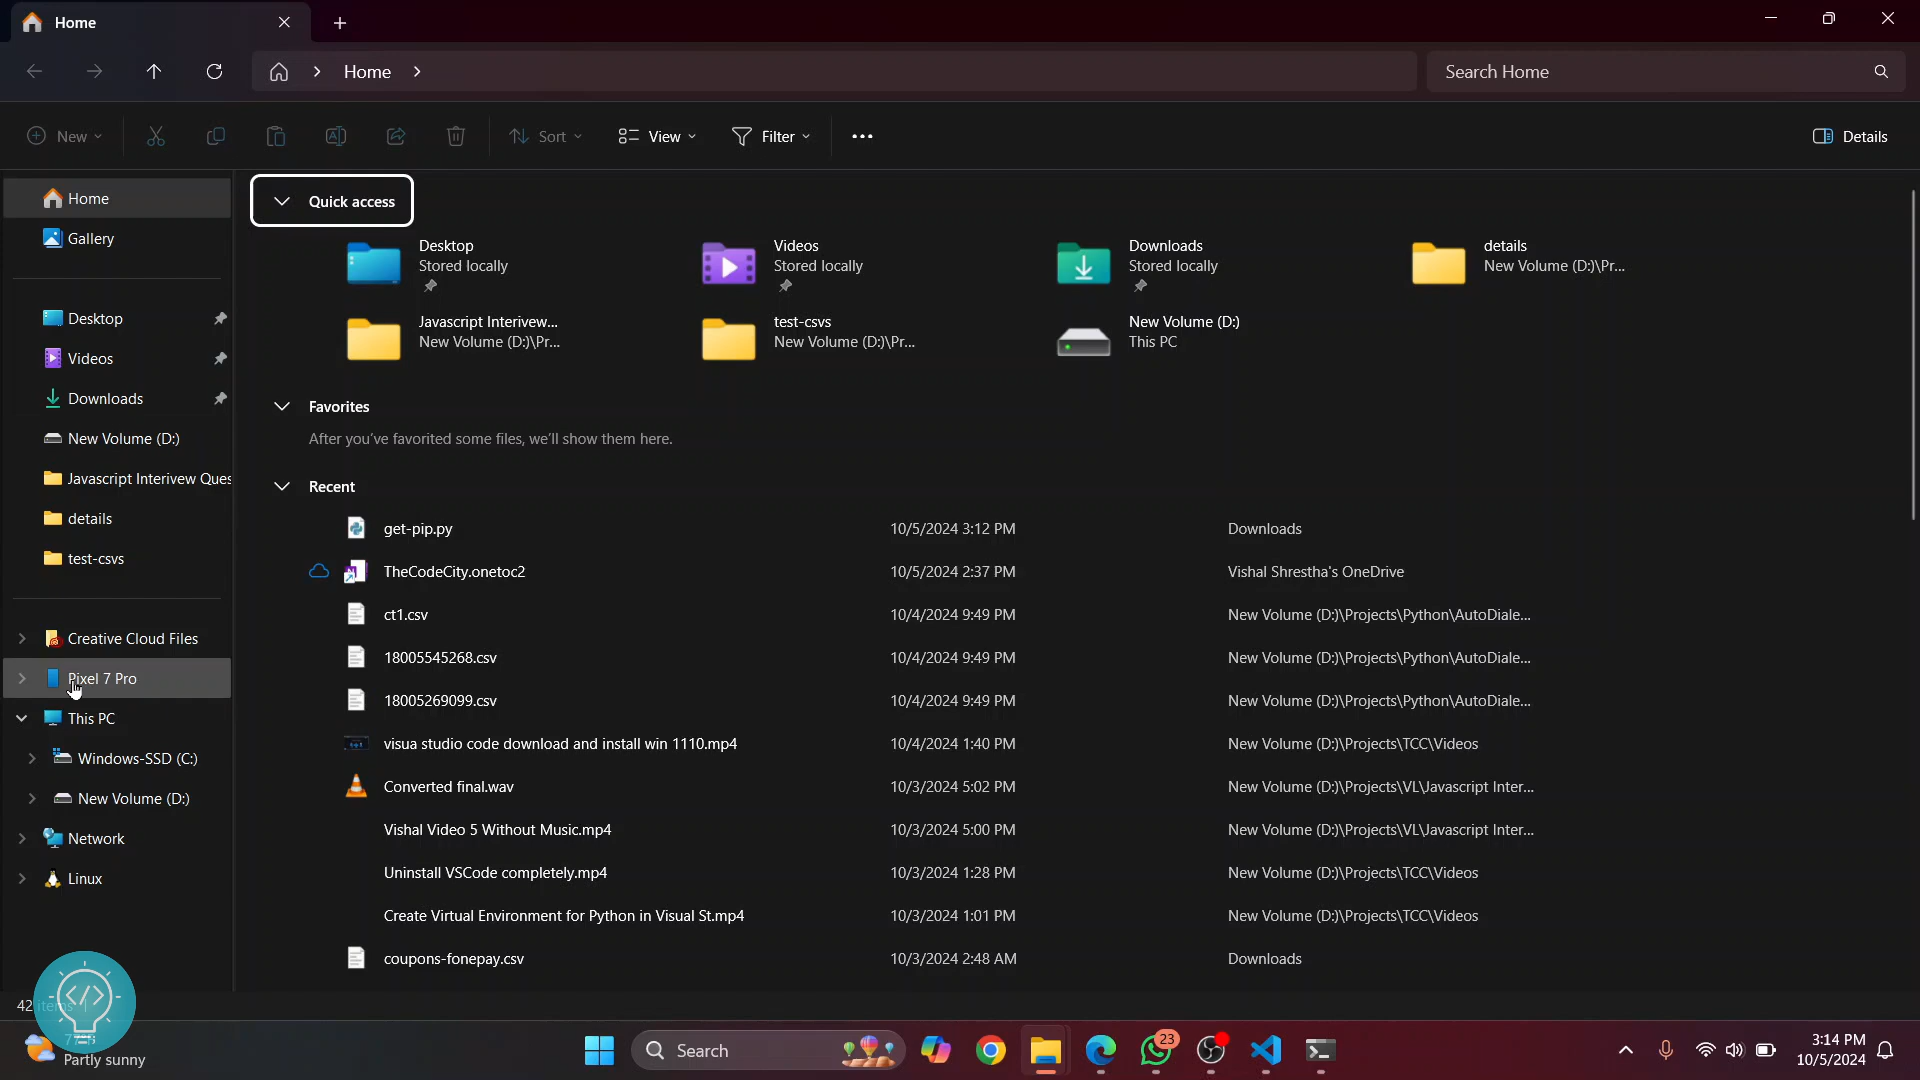 Home
Home
Search Home
New
Sort
View
Filter
Details
Home
Gallery
Desktop
Videos
Downloads
New Volume (D:)
Javascript Interivew Ques
details
test-csvs
Creative Cloud Files
Pixel 7 Pro
This PC
Windows-SSD (C:)
New Volume (D:)
Network
Linux
Quick access
Desktop
Stored locally
Videos
Stored locally
Downloads
Stored locally
details
New Volume (D:)\Pr...
Javascript Interivew...
New Volume (D:)\Pr...
test-csvs
New Volume (D:)\Pr...
New Volume (D:)
This PC
Favorites
After you've favorited some files, we'll show them here.
Recent
get-pip.py 10/5/2024 3:12 PM Downloads
TheCodeCity.onetoc2 10/5/2024 2:37 PM Vishal Shrestha's OneDrive
ct1.csv 10/4/2024 9:49 PM New Volume (D:)\Projects\Python\AutoDiale...
18005545268.csv 10/4/2024 9:49 PM New Volume (D:)\Projects\Python\AutoDiale...
18005269099.csv 10/4/2024 9:49 PM New Volume (D:)\Projects\Python\AutoDiale...
visua studio code download and install win 1110.mp4 10/4/2024 1:40 PM New Volume (D:)\Projects\TCC\Videos
Converted final.wav 10/3/2024 5:02 PM New Volume (D:)\Projects\VL\Javascript Inter...
Vishal Video 5 Without Music.mp4 10/3/2024 5:00 PM New Volume (D:)\Projects\VL\Javascript Inter...
Uninstall VSCode completely.mp4 10/3/2024 1:28 PM New Volume (D:)\Projects\TCC\Videos
Create Virtual Environment for Python in Visual St.mp4 10/3/2024 1:01 PM New Volume (D:)\Projects\TCC\Videos
coupons-fonepay.csv 10/3/2024 2:48 AM Downloads
42 items
</>
Partly sunny
Search
23
3:14 PM
10/5/2024